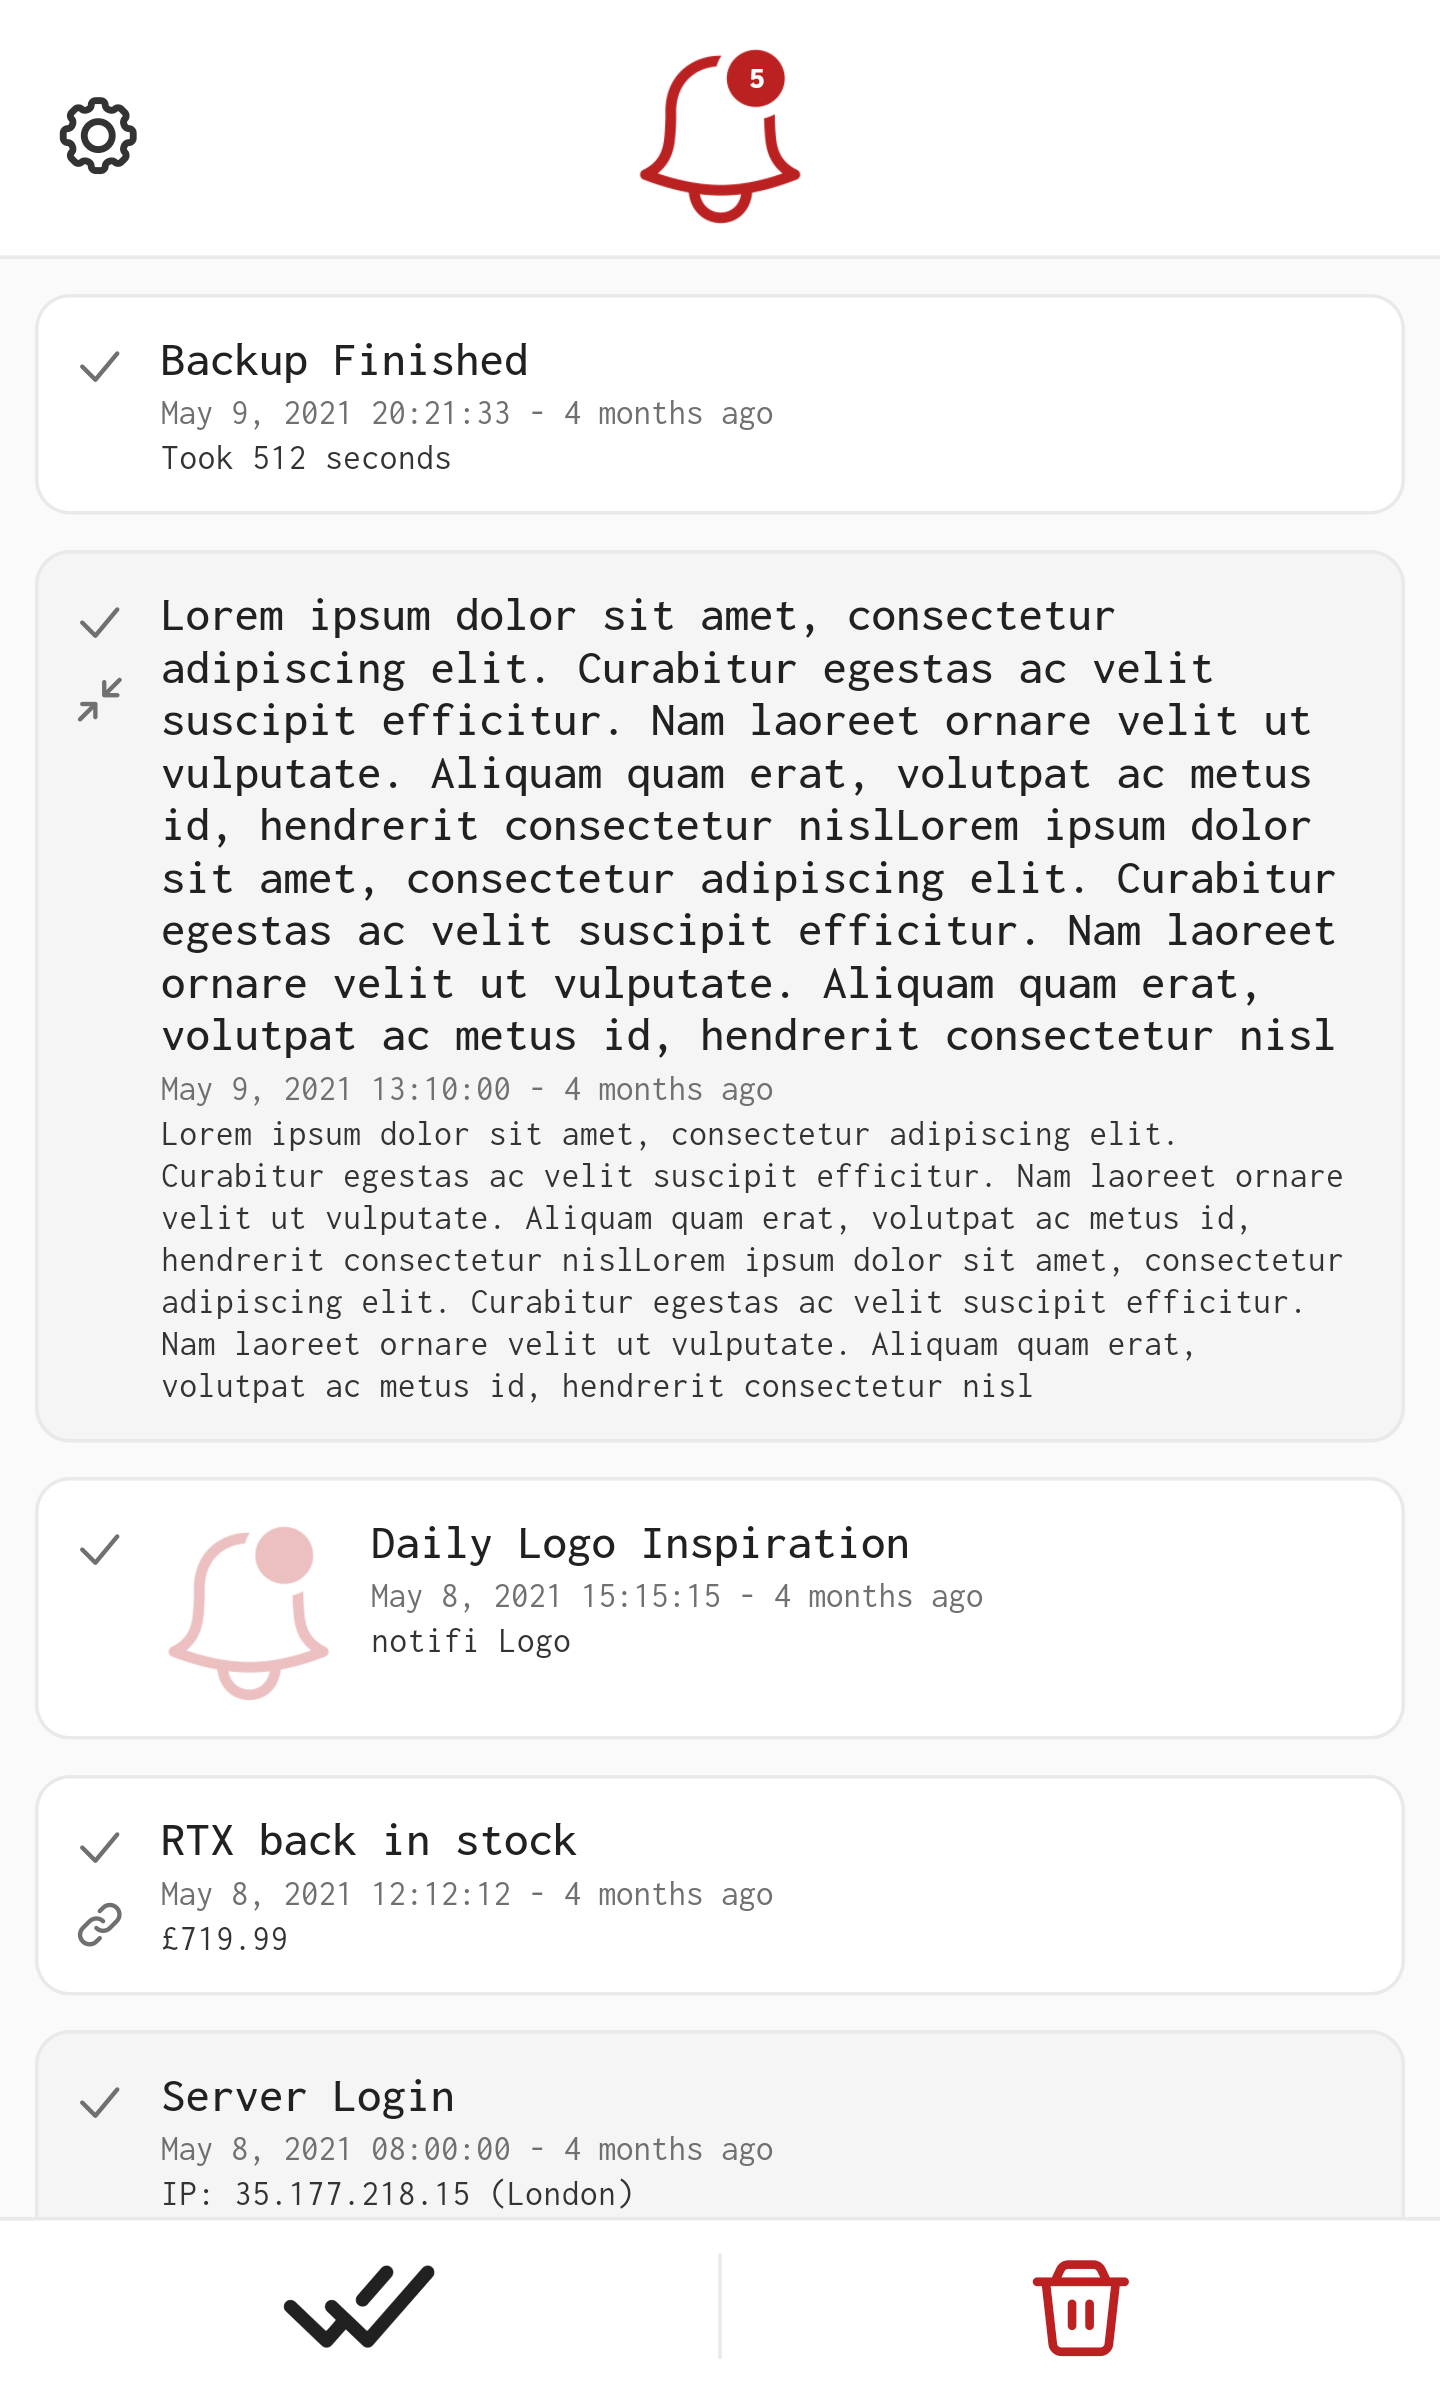 5
Backup Finished
May 9, 2021 20:21:33 - 4 months ago
Took 512 seconds
Lorem ipsum dolor sit amet, consectetur
adipiscing elit. Curabitur egestas ac velit
suscipit efficitur. Nam laoreet ornare velit ut
vulputate. Aliquam quam erat, volutpat ac metus
id, hendrerit consectetur nislLorem ipsum dolor
sit amet, consectetur adipiscing elit. Curabitur
egestas ac velit suscipit efficitur. Nam laoreet
ornare velit ut vulputate. Aliquam quam erat,
volutpat ac metus id, hendrerit consectetur nisl
May 9, 2021 13:10:00 - 4 months ago
Lorem ipsum dolor sit amet, consectetur adipiscing elit.
Curabitur egestas ac velit suscipit efficitur. Nam laoreet ornare
velit ut vulputate. Aliquam quam erat, volutpat ac metus id,
hendrerit consectetur nislLorem ipsum dolor sit amet, consectetur
adipiscing elit. Curabitur egestas ac velit suscipit efficitur.
Nam laoreet ornare velit ut vulputate. Aliquam quam erat,
volutpat ac metus id, hendrerit consectetur nisl
Daily Logo Inspiration
May 8, 2021 15:15:15 - 4 months ago
notifi Logo
RTX back in stock
May 8, 2021 12:12:12 - 4 months ago
£719.99
Server Login
May 8, 2021 08:00:00 - 4 months ago
IP: 35.177.218.15 (London)